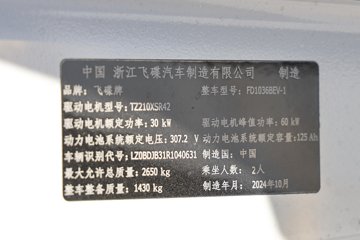 中国 浙江飞碟汽车制造有限公司 制造
品牌: 飞碟牌 整车型号: FD1036BEV-1
驱动电机型号: TZ210XSR42
驱动电机额定功率: 30 kW 驱动电机峰值功率: 60 kW
动力电池系统额定电压: 307.2 V 动力电池系统额定容量: 125 Ah
车辆识别代号: LZ0BDJB31R1040631 制造国: 中国
最大允许总质量: 2650 kg 乘坐人数: 2人
整车整备质量: 1430 kg 制造年月: 2024年10月